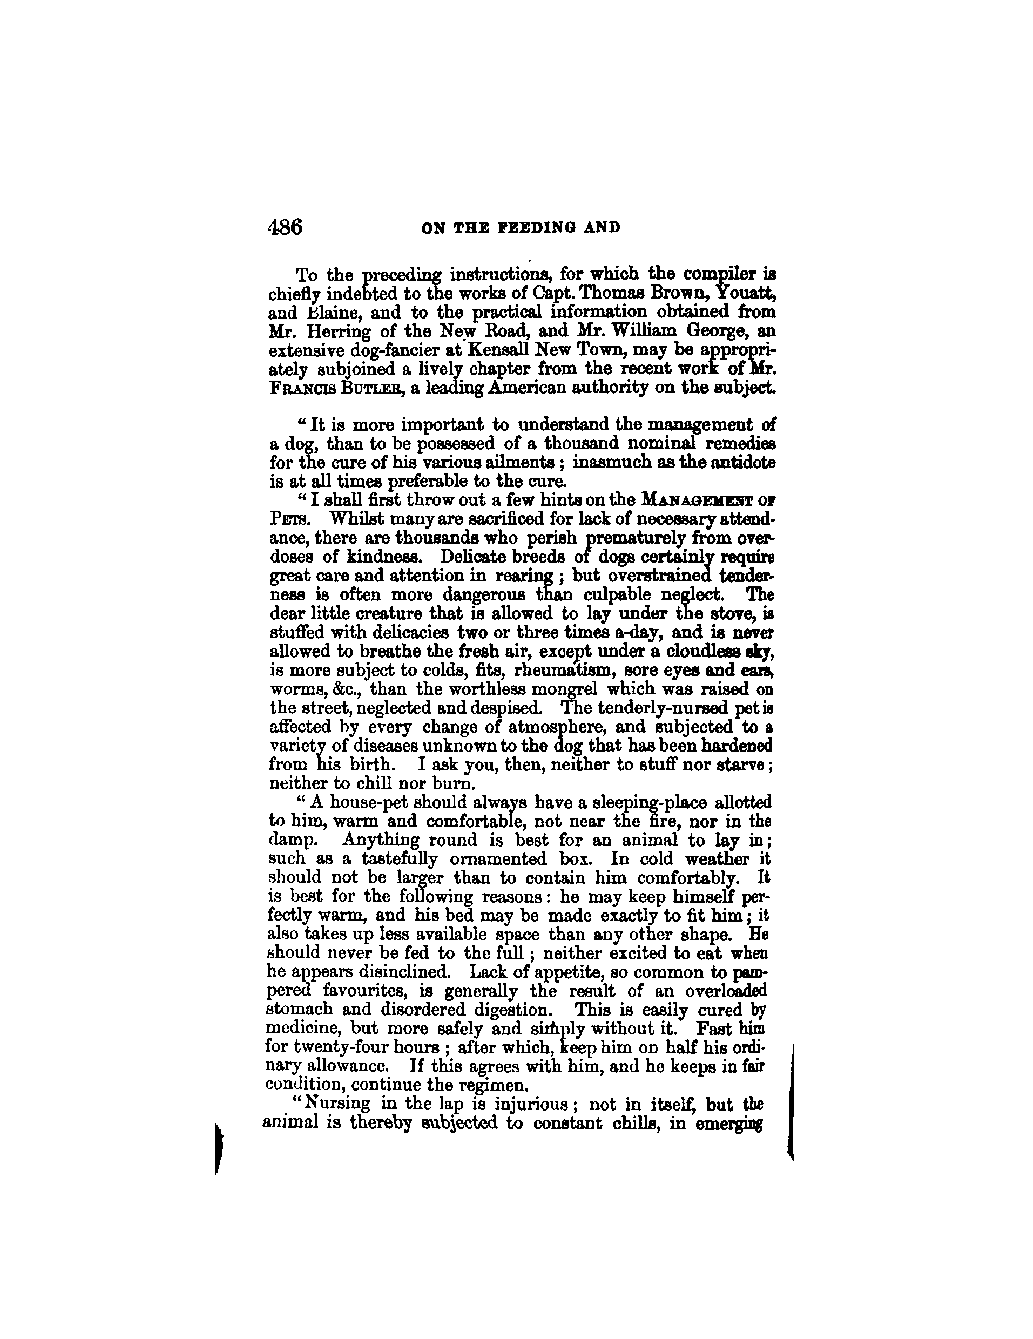 486 ON THE FEEDING AND
To the preceding instructions, for which the compiler is
chiefly indebted to the works of Capt. Thomas Brown, Youatt,
and Blaine, and to the practical information obtained from
Mr. Herring of the New Road, and Mr. William George, an
extensive dog-fancier at Kensall New Town, may be appropri-
ately subjoined a lively chapter from the recent work of Mr.
FRANCIS BUTLER, a leading American authority on the subject.
"It is more important to understand the management of
a dog, than to be possessed of a thousand nominal remedies
for the cure of his various ailments; inasmuch as the antidote
is at all times preferable to the cure.
"I shall first throw out a few hints on the MANAGEMENT OF
PETS. Whilst many are sacrificed for lack of necessary attend-
ance, there are thousands who perish prematurely from over-
doses of kindness. Delicate breeds of dogs certainly require
great care and attention in rearing; but overstrained tender-
ness is often more dangerous than culpable neglect. The
dear little creature that is allowed to lay under the stove, is
stuffed with delicacies two or three times a-day, and is never
allowed to breathe the fresh air, except under a cloudless sky,
is more subject to colds, fits, rheumatism, sore eyes and ears,
worms, &c., than the worthless mongrel which was raised on
the street, neglected and despised. The tenderly-nursed pet is
affected by every change of atmosphere, and subjected to a
variety of diseases unknown to the dog that has been hardened
from his birth. I ask you, then, neither to stuff nor starve;
neither to chill nor burn.
"A house-pet should always have a sleeping-place allotted
to him, warm and comfortable, not near the fire, nor in the
damp. Anything round is best for an animal to lay in;
such as a tastefully ornamented box. In cold weather it
should not be larger than to contain him comfortably. It
is best for the following reasons: he may keep himself per-
fectly warm, and his bed may be made exactly to fit him; it
also takes up less available space than any other shape. He
should never be fed to the full; neither excited to eat when
he appears disinclined. Lack of appetite, so common to pam-
pered favourites, is generally the result of an overloaded
stomach and disordered digestion. This is easily cured by
medicine, but more safely and simply without it. Fast him
for twenty-four hours; after which, keep him on half his ordi-
nary allowance. If this agrees with him, and he keeps in fair
condition, continue the regimen.
"Nursing in the lap is injurious; not in itself, but the
animal is thereby subjected to constant chills, in emerging